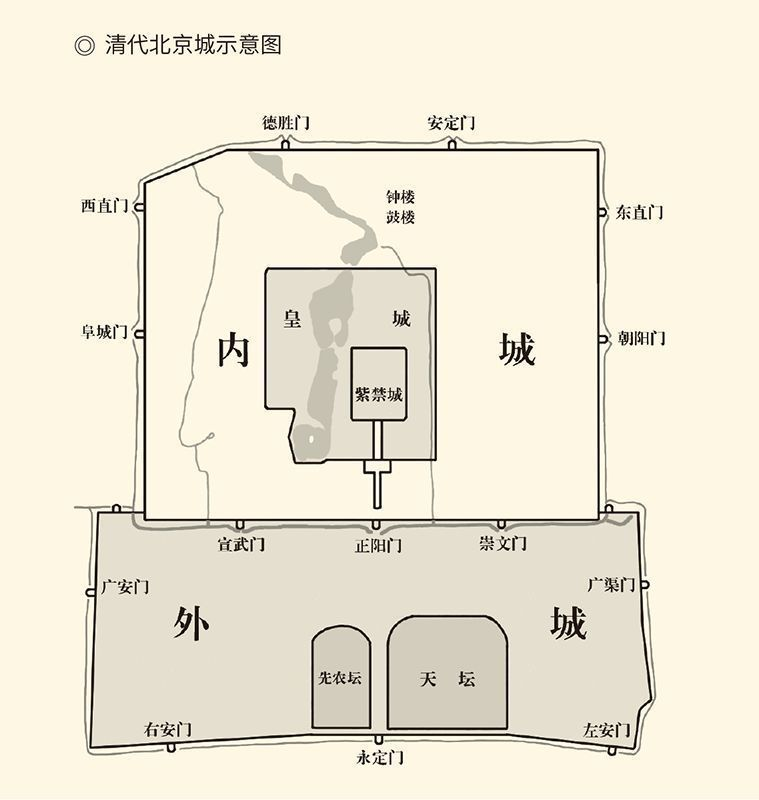 ◎ 清代北京城示意图
德胜门
安定门
西直门
钟楼
鼓楼
东直门
皇城
阜城门
内城
朝阳门
紫禁城
宣武门
正阳门
崇文门
广安门
广渠门
外城
先农坛
天坛
右安门
左安门
永定门